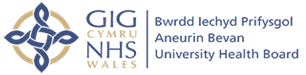 GIG
CYMRU
NHS
WALES
Bwrdd Iechyd Prifysgol
Aneurin Bevan
University Health Board